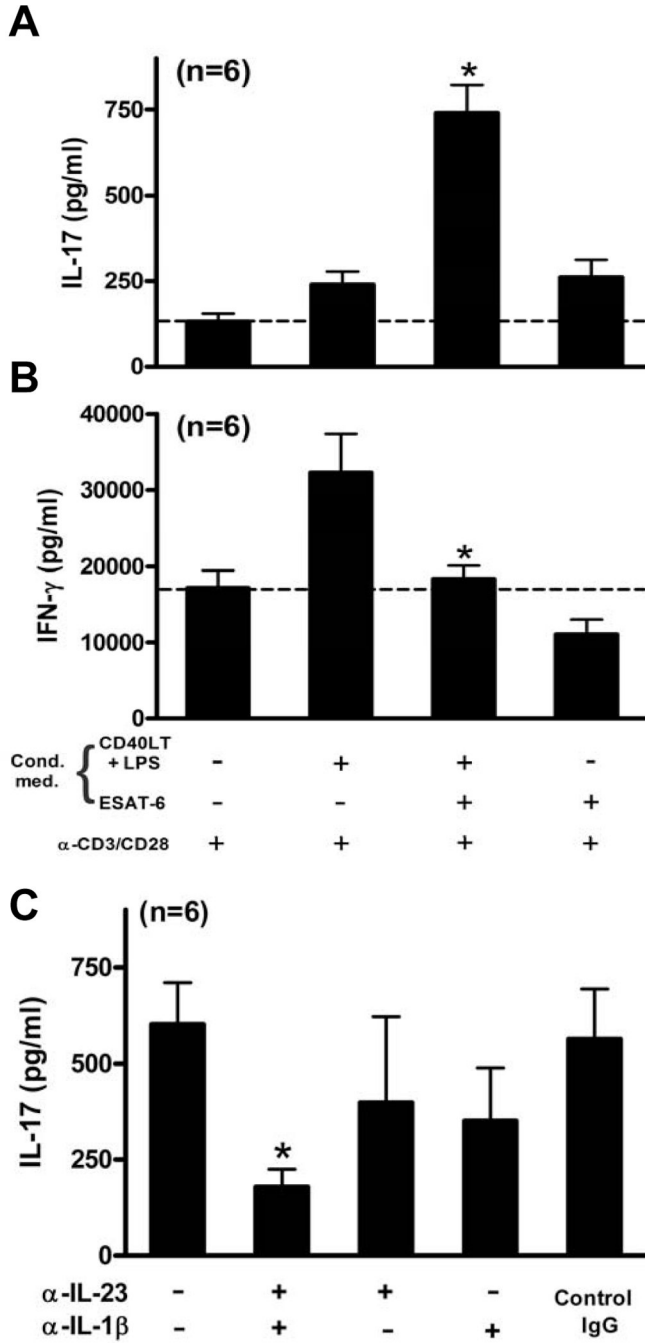 A
(n=6)
*
750
500
250
0
IL-17 (pg/ml)
B
(n=6)
*
40000
30000
20000
10000
0
IFN-γ (pg/ml)
Cond. med. { CD40LT + LPS - + + -
ESAT-6 - - + +
α-CD3/CD28 + + + +
C
(n=6)
*
750
500
250
0
IL-17 (pg/ml)
α-IL-23 - + + - Control
α-IL-1β - + - + IgG